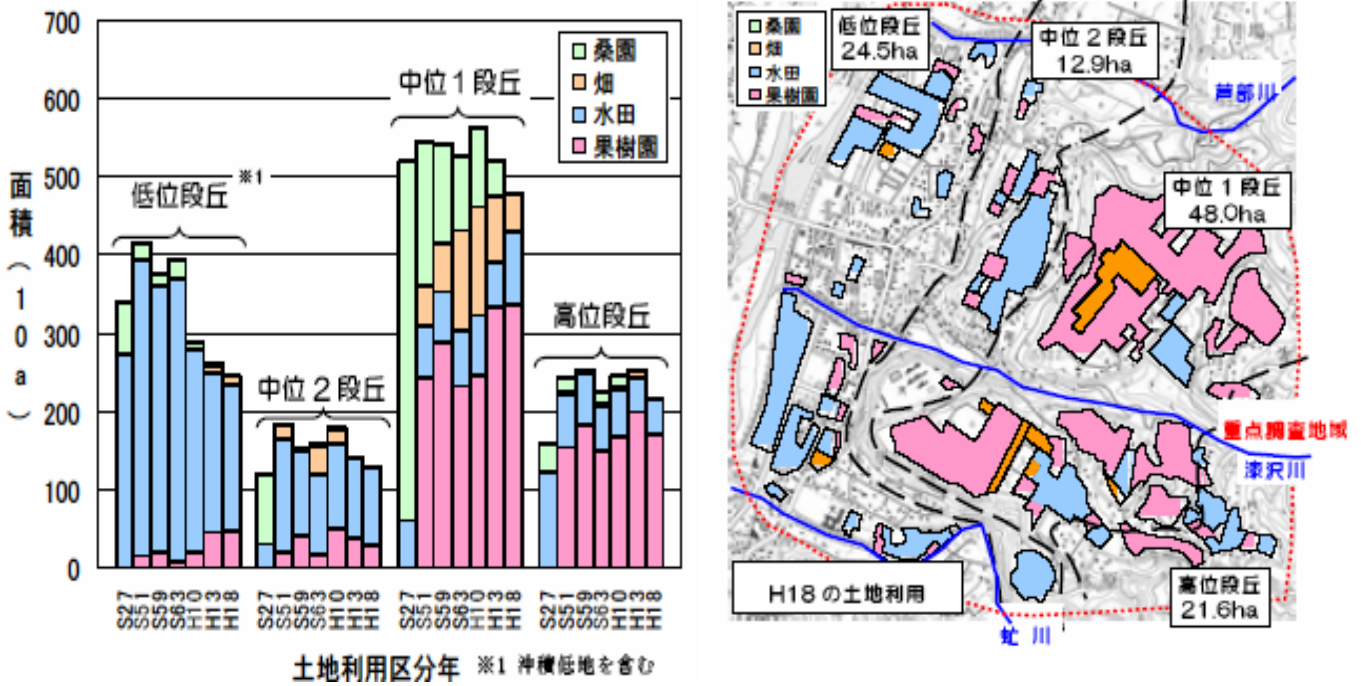 700
600
500
400
300
200
100
0
面積(10a)
桑園
畑
水田
果樹園
低位段丘 ※1
中位2段丘
中位1段丘
高位段丘
S27 S51 S59 S63 H10 H13 H18
S27 S51 S59 S63 H10 H13 H18
S27 S51 S59 S63 H10 H13 H18
S27 S51 S59 S63 H10 H13 H18
土地利用区分年 ※1 沖積低地を含む
桑園
畑
水田
果樹園
低位段丘
24.5ha
中位2段丘
12.9ha
芦部川
中位1段丘
48.0ha
重点調査地域
漆沢川
高位段丘
21.6ha
H18の土地利用
虻川